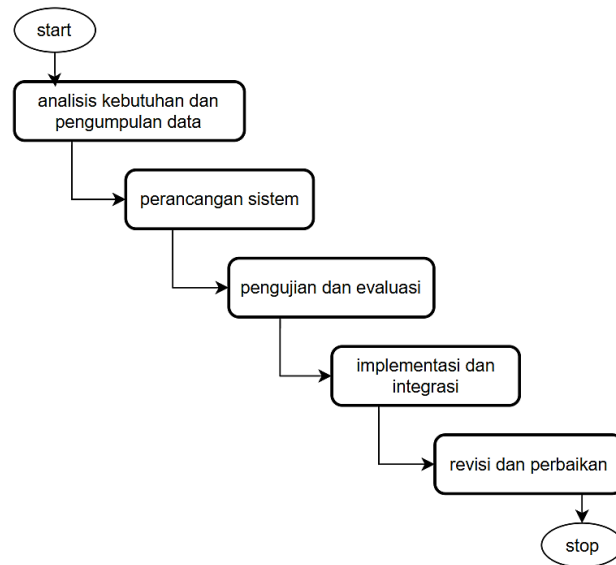 start
analisis kebutuhan dan
pengumpulan data
perancangan sistem
pengujian dan evaluasi
implementasi dan
integrasi
revisi dan perbaikan
stop